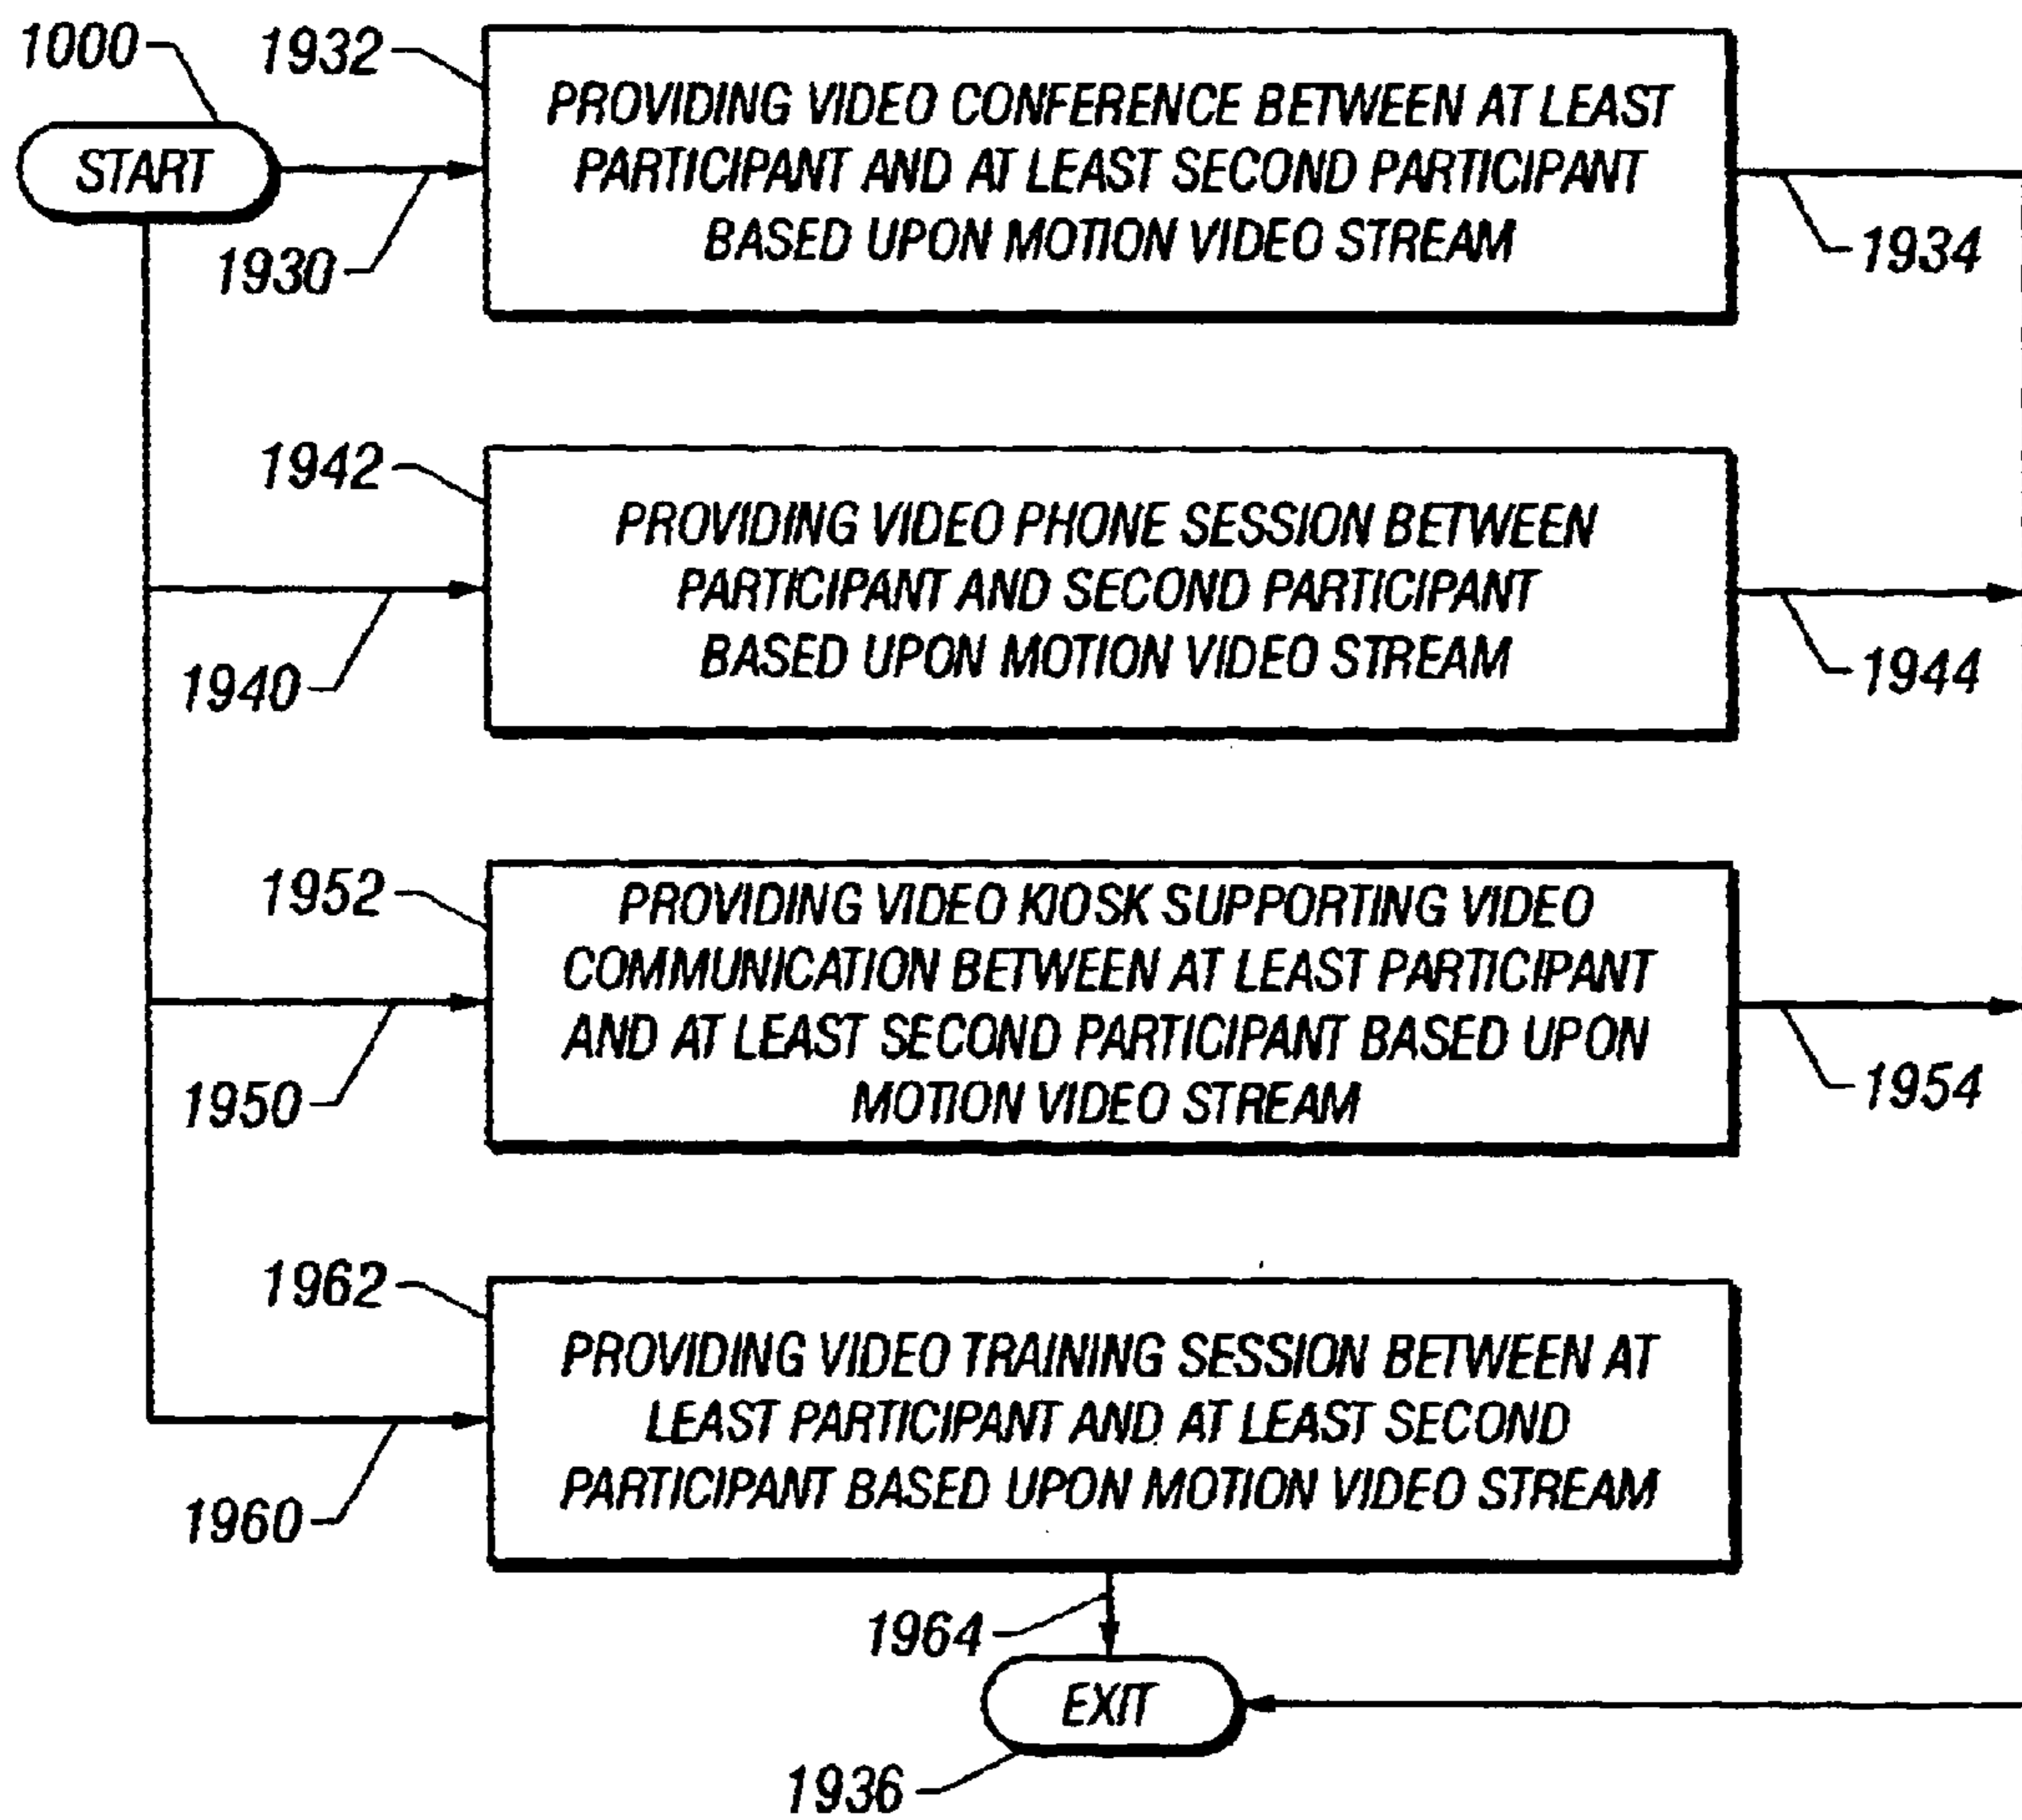 1000
1932
START
1930
PROVIDING VIDEO CONFERENCE BETWEEN AT LEAST
PARTICIPANT AND AT LEAST SECOND PARTICIPANT
BASED UPON MOTION VIDEO STREAM
1934
1942
PROVIDING VIDEO PHONE SESSION BETWEEN
PARTICIPANT AND SECOND PARTICIPANT
BASED UPON MOTION VIDEO STREAM
1940
1944
1952
PROVIDING VIDEO KIOSK SUPPORTING VIDEO
COMMUNICATION BETWEEN AT LEAST PARTICIPANT
AND AT LEAST SECOND PARTICIPANT BASED UPON
MOTION VIDEO STREAM
1950
1954
1962
PROVIDING VIDEO TRAINING SESSION BETWEEN AT
LEAST PARTICIPANT AND AT LEAST SECOND
PARTICIPANT BASED UPON MOTION VIDEO STREAM
1960
1964
EXIT
1936